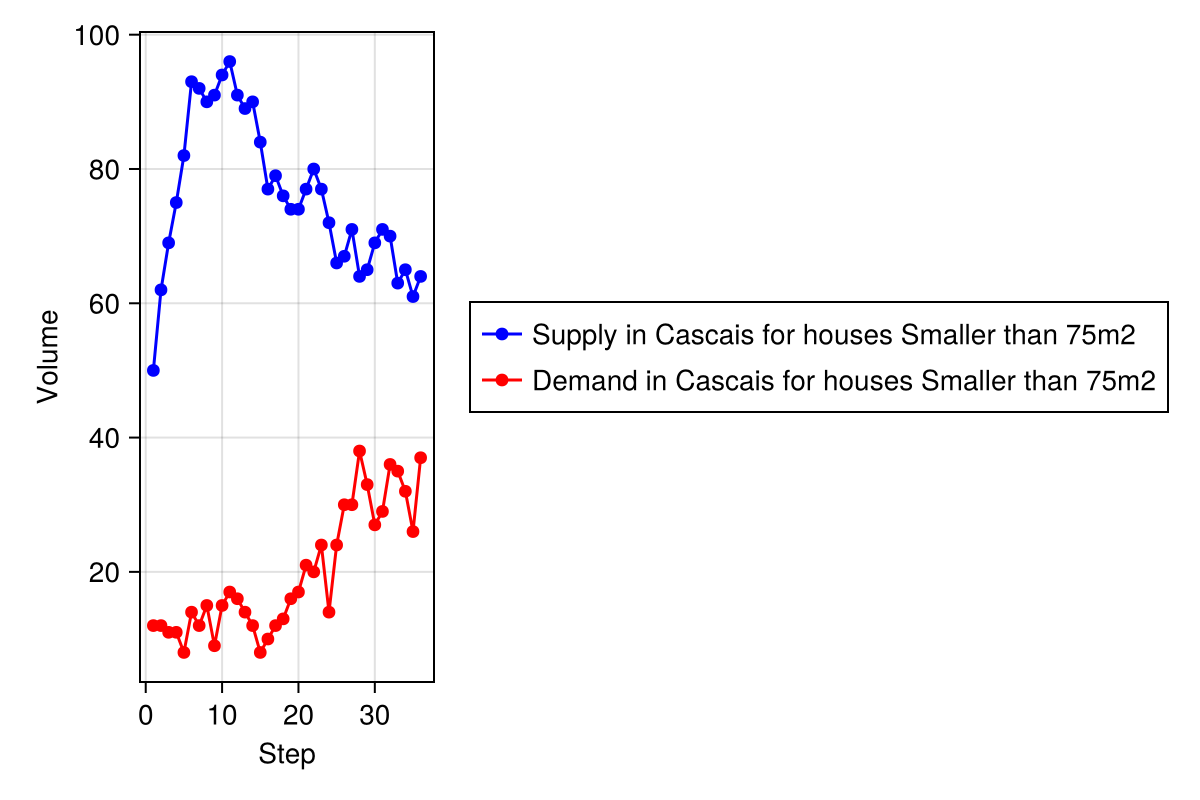 100
80
60
40
20
Volume
0 10 20 30
Step
Supply in Cascais for houses Smaller than 75m2
Demand in Cascais for houses Smaller than 75m2